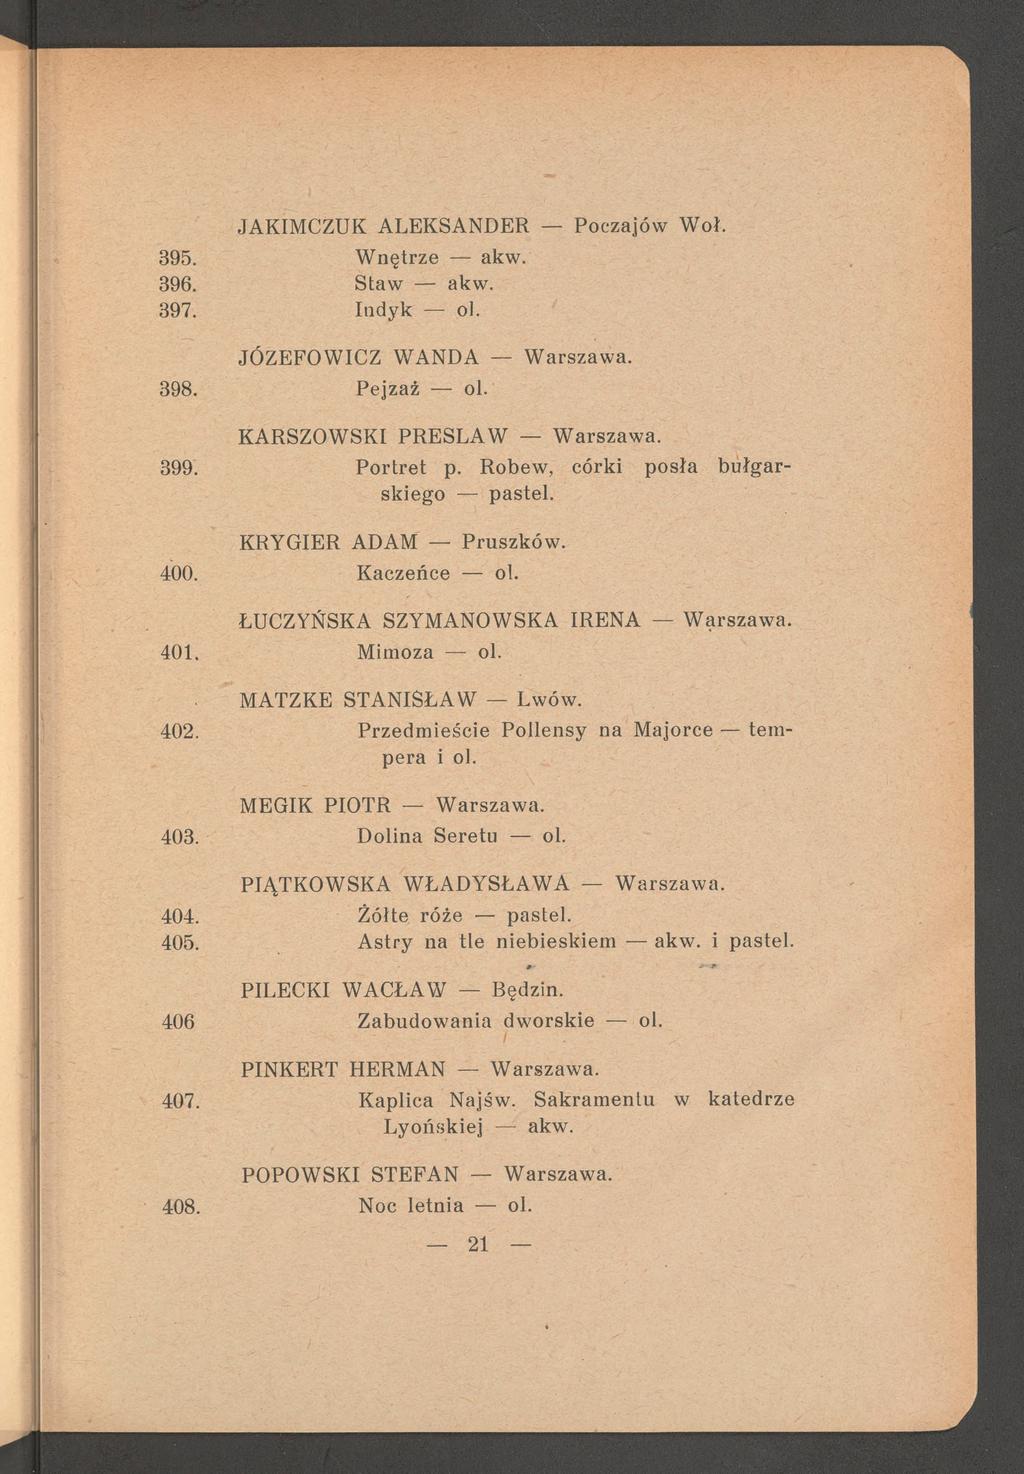 JAKIMCZUK ALEKSANDER — Poczajów Woł.
395. Wnętrze — akw.
396. Staw — akw.
397. Indyk — ol.
JÓZEFOWICZ WANDA — Warszawa.
398. Pejzaż — ol.
KARSZOWSKI PRESLAW — Warszawa.
399. Portret p. Robew, córki posła bułgar-
skiego — pastel.
KRYGIER ADAM — Pruszków.
400. Kaczeńce — ol.
ŁUCZYŃSKA SZYMANOWSKA IRENA — Warszawa.
401. Mimoza — ol.
MATZKE STANISŁAW — Lwów.
402. Przedmieście Pollensy na Majorce — tem-
pera i ol.
MEGIK PIOTR — Warszawa.
403. Dolina Seretu — ol.
PIĄTKOWSKA WŁADYSŁAWA — Warszawa.
404. Żółte róże — pastel.
405. Astry na tle niebieskiem — akw. i pastel.
PILECKI WACŁAW — Będzin.
406 Zabudowania dworskie — ol.
PINKERT HERMAN — Warszawa.
407. Kaplica Najśw. Sakramentu w katedrze
Lyońskiej — akw.
POPOWSKI STEFAN — Warszawa.
408. Noc letnia — ol.
— 21 —